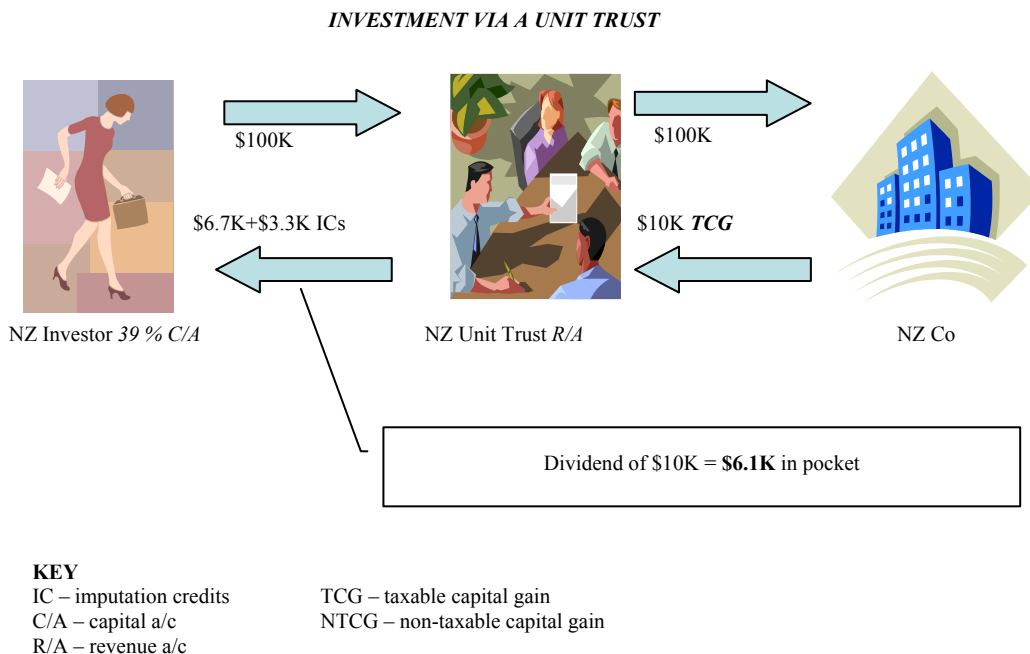 INVESTMENT VIA A UNIT TRUST
$100K
$100K
$6.7K+$3.3K ICs
$10K TCG
NZ Investor 39 % C/A
NZ Unit Trust R/A
NZ Co
Dividend of $10K = $6.1K in pocket
KEY
IC – imputation credits
TCG – taxable capital gain
C/A – capital a/c
NTCG – non-taxable capital gain
R/A – revenue a/c